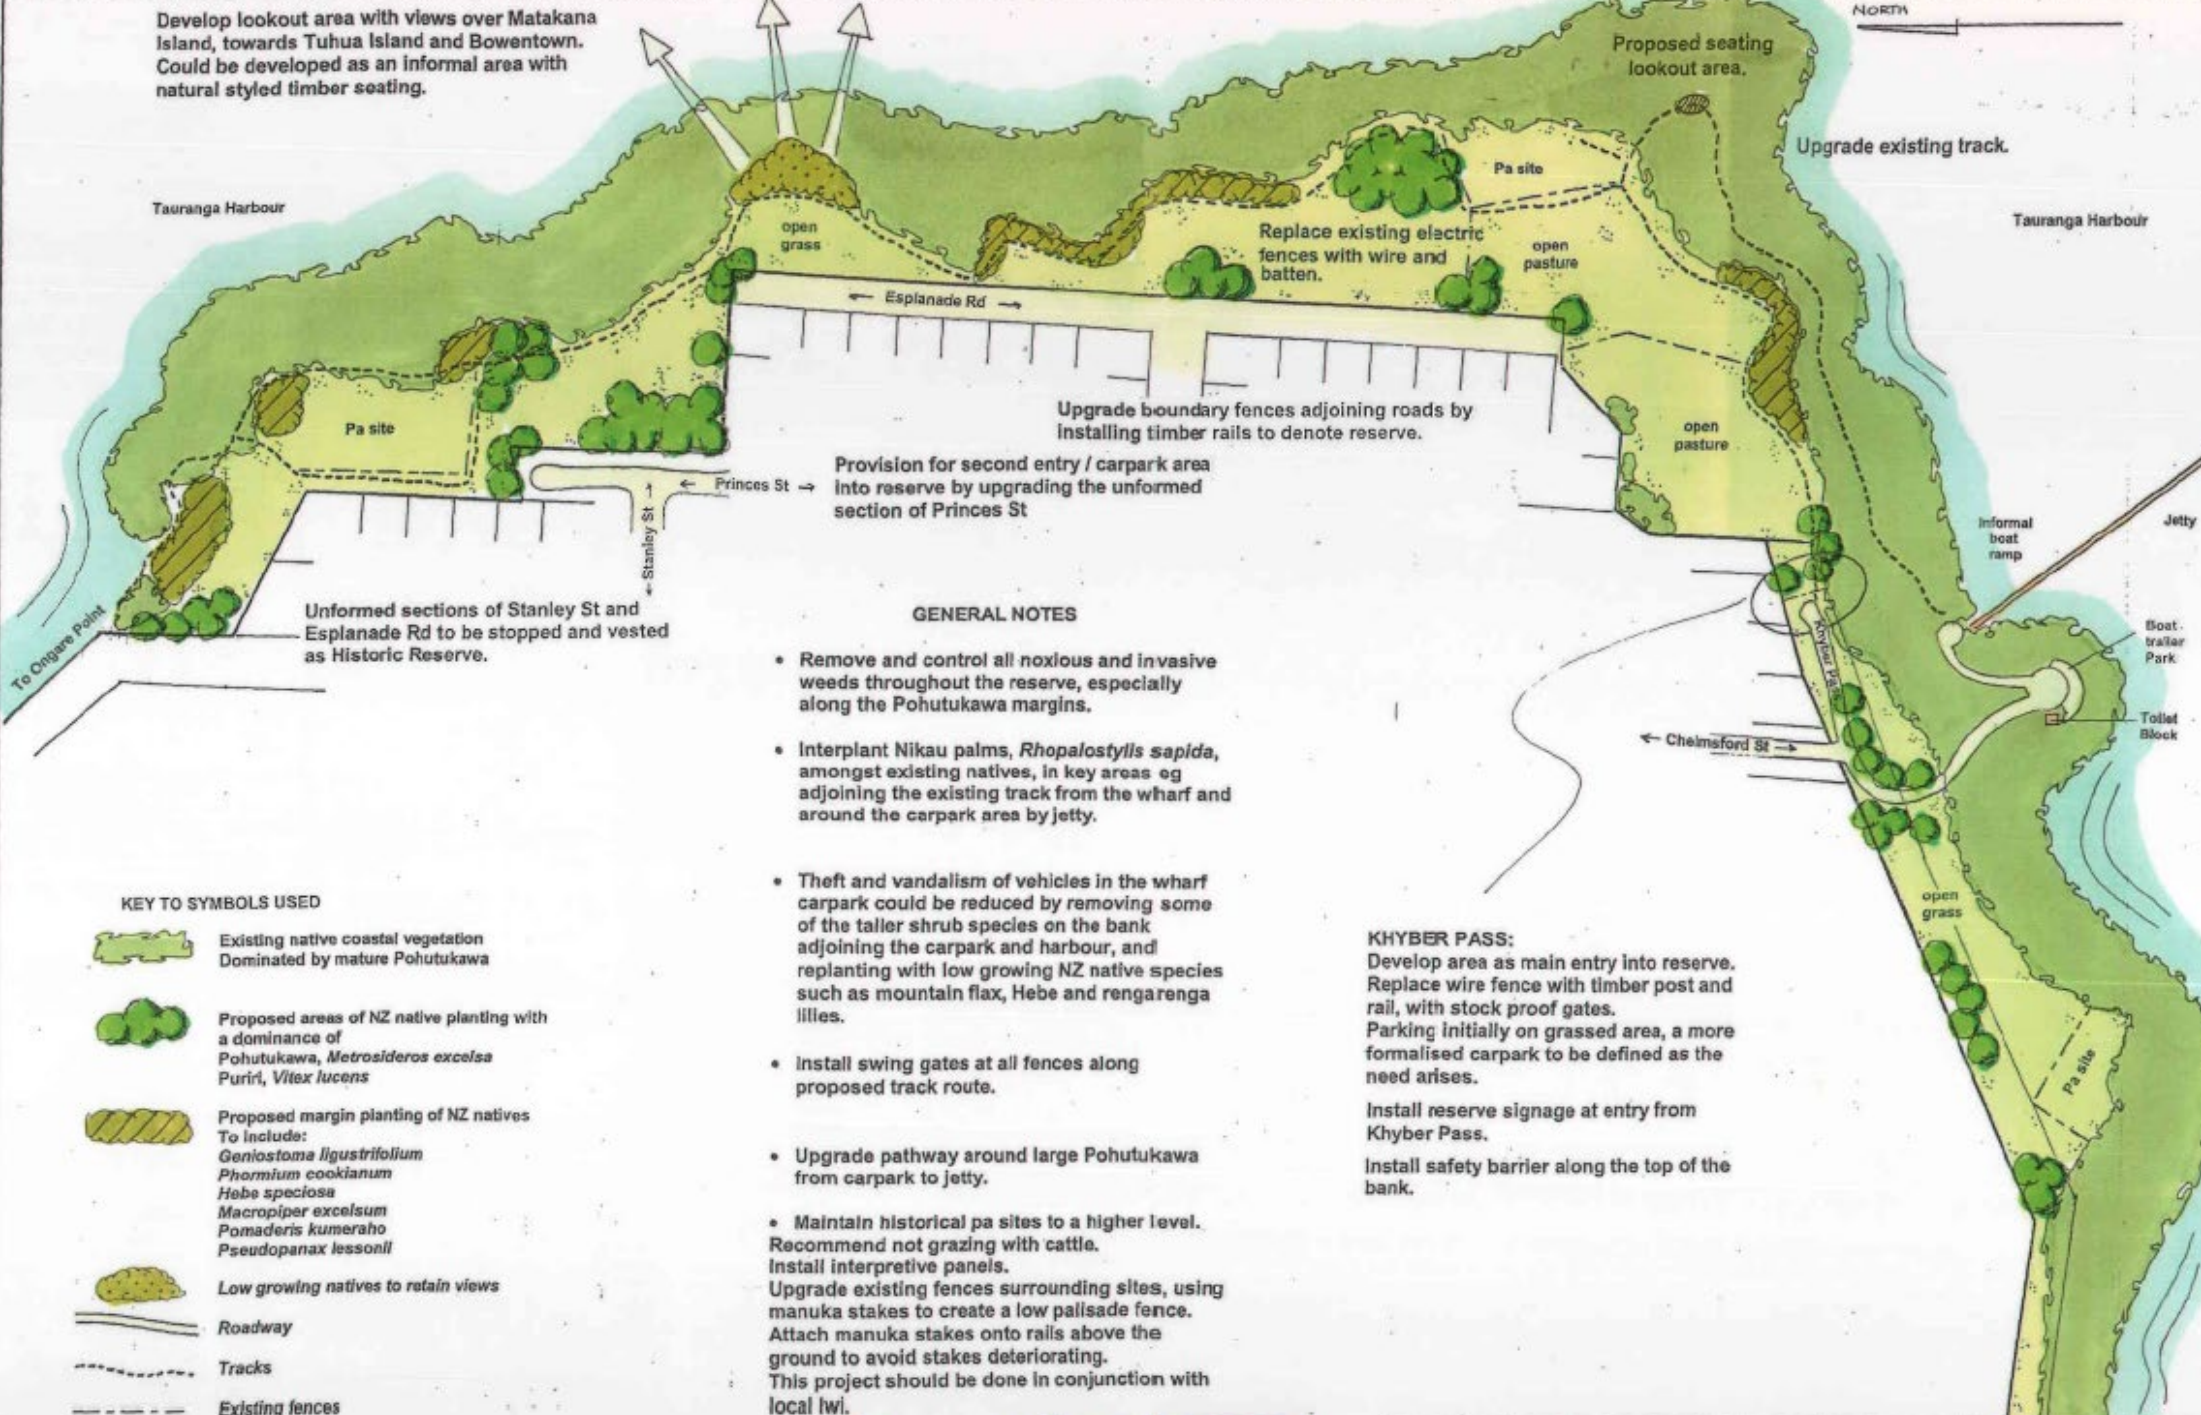 Develop lookout area with views over Matakana
Island, towards Tuhua Island and Bowentown.
Could be developed as an informal area with
natural styled timber seating.
NORTH
Proposed seating
lookout area.
Upgrade existing track.
Tauranga Harbour
Tauranga Harbour
Pa site
open
grass
Replace existing electric
fences with wire and
batten.
open
pasture
← Esplanade Rd →
Pa site
Upgrade boundary fences adjoining roads by
installing timber rails to denote reserve.
open
pasture
← Princes St →
Provision for second entry / carpark area
into reserve by upgrading the unformed
section of Princes St
← Stanley St →
Informal
boat
ramp
Jetty
To Ongare Point
Unformed sections of Stanley St and
Esplanade Rd to be stopped and vested
as Historic Reserve.
Khyber Pass
Boat
trailer
Park
Toilet
Block
← Chelmsford St →
open
grass
Pa site
GENERAL NOTES
• Remove and control all noxious and invasive
weeds throughout the reserve, especially
along the Pohutukawa margins.
• Interplant Nikau palms, Rhopalostylis sapida,
amongst existing natives, in key areas eg
adjoining the existing track from the wharf and
around the carpark area by jetty.
• Theft and vandalism of vehicles in the wharf
carpark could be reduced by removing some
of the taller shrub species on the bank
adjoining the carpark and harbour, and
replanting with low growing NZ native species
such as mountain flax, Hebe and rengarenga
lilies.
• Install swing gates at all fences along
proposed track route.
• Upgrade pathway around large Pohutukawa
from carpark to jetty.
• Maintain historical pa sites to a higher level.
Recommend not grazing with cattle.
Install interpretive panels.
Upgrade existing fences surrounding sites, using
manuka stakes to create a low palisade fence.
Attach manuka stakes onto rails above the
ground to avoid stakes deteriorating.
This project should be done in conjunction with
local Iwi.
KHYBER PASS:
Develop area as main entry into reserve.
Replace wire fence with timber post and
rail, with stock proof gates.
Parking initially on grassed area, a more
formalised carpark to be defined as the
need arises.
Install reserve signage at entry from
Khyber Pass.
Install safety barrier along the top of the
bank.
KEY TO SYMBOLS USED
Existing native coastal vegetation
Dominated by mature Pohutukawa
Proposed areas of NZ native planting with
a dominance of
Pohutukawa, Metrosideros excelsa
Puriri, Vitex lucens
Proposed margin planting of NZ natives
To include:
Geniostoma ligustrifolium
Phormium cookianum
Hebe speciosa
Macropiper excelsum
Pomaderis kumeraho
Pseudopanax lessonii
Low growing natives to retain views
Roadway
Tracks
Existing fences